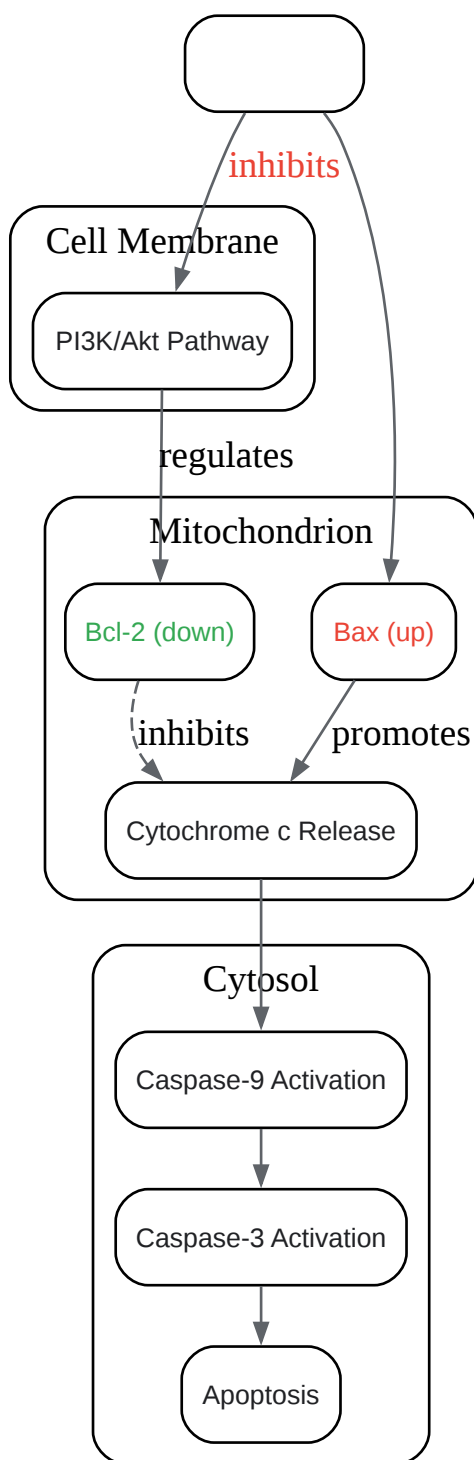 inhibits
Cell Membrane
PI3K/Akt Pathway
regulates
Mitochondrion
Bcl-2 (down)
Bax (up)
inhibits
promotes
Cytochrome c Release
Cytosol
Caspase-9 Activation
Caspase-3 Activation
Apoptosis